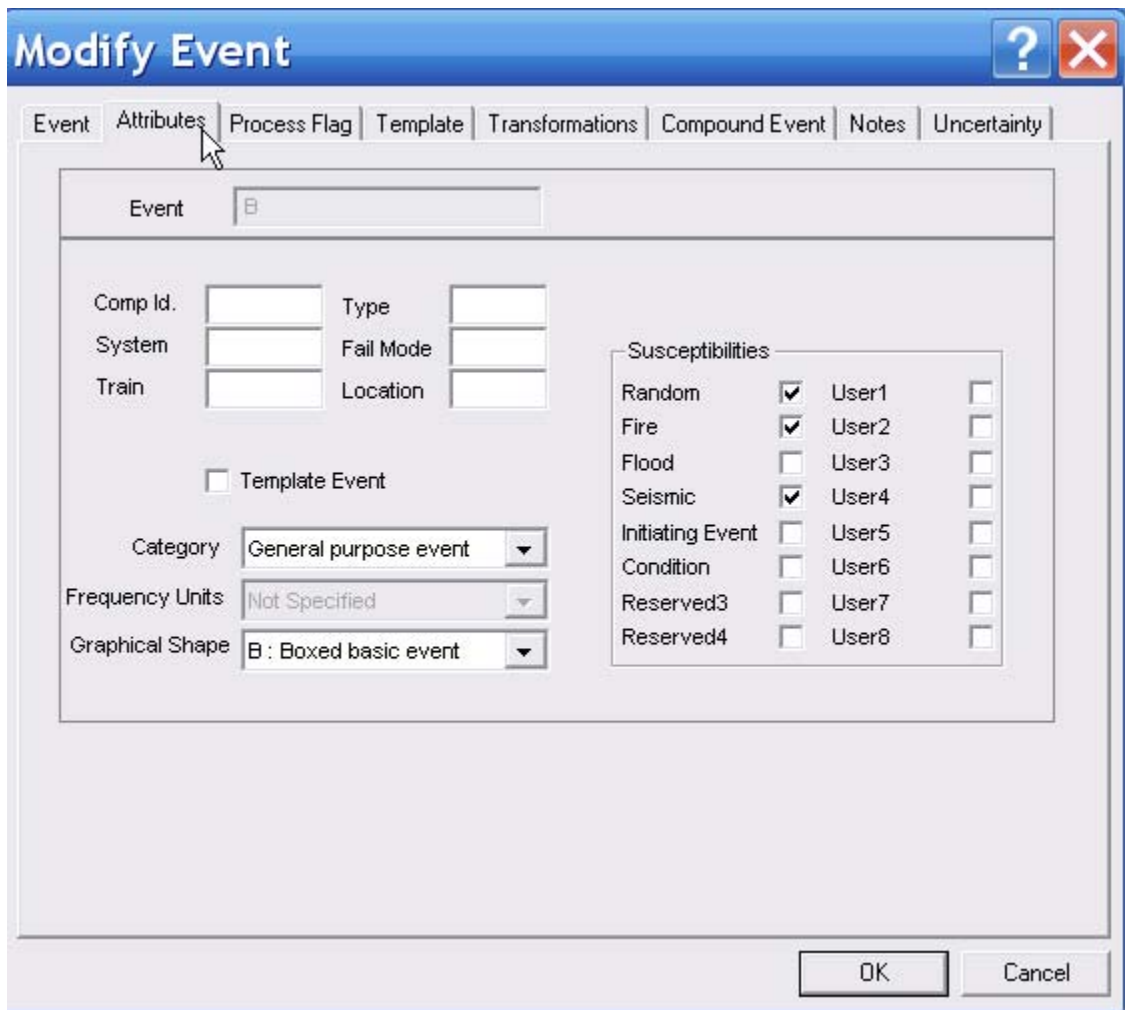 Modify Event
Event Attributes Process Flag Template Transformations Compound Event Notes Uncertainty
Event B
Comp Id. Type
System Fail Mode
Train Location
Template Event
Category General purpose event
Frequency Units Not Specified
Graphical Shape B : Boxed basic event
Susceptibilities
Random User1
Fire User2
Flood User3
Seismic User4
Initiating Event User5
Condition User6
Reserved3 User7
Reserved4 User8
OK Cancel